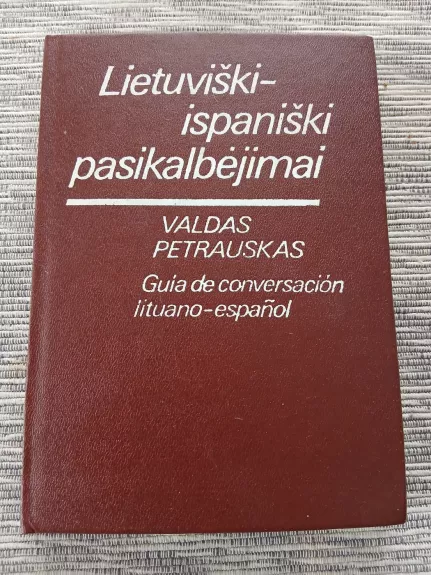 Lietuviški-
ispaniški
pasikalbėjimai
VALDAS
PETRAUSKAS
Guía de conversación
lituano-español